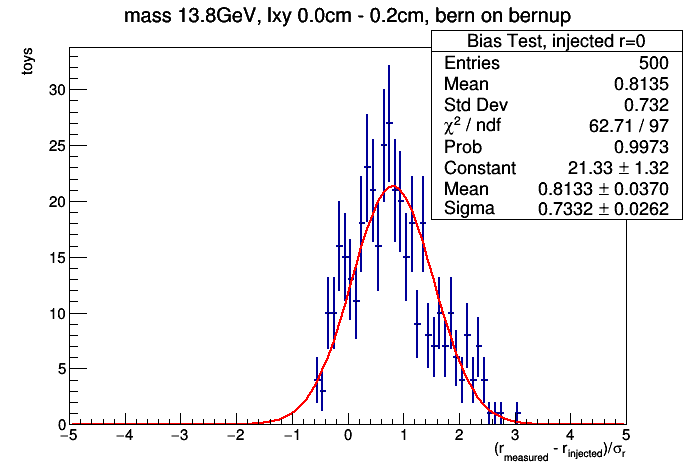 mass 13.8GeV, lxy 0.0cm - 0.2cm, bern on bernup
Bias Test, injected r=0
Entries 500
Mean 0.8135
Std Dev 0.732
χ² / ndf 62.71 / 97
Prob 0.9973
Constant 21.33 ± 1.32
Mean 0.8133 ± 0.0370
Sigma 0.7332 ± 0.0262
toys
30
25
20
15
10
5
0
−5 −4 −3 −2 −1 0 1 2 3 4 5
(r_measured - r_injected)/σ_r